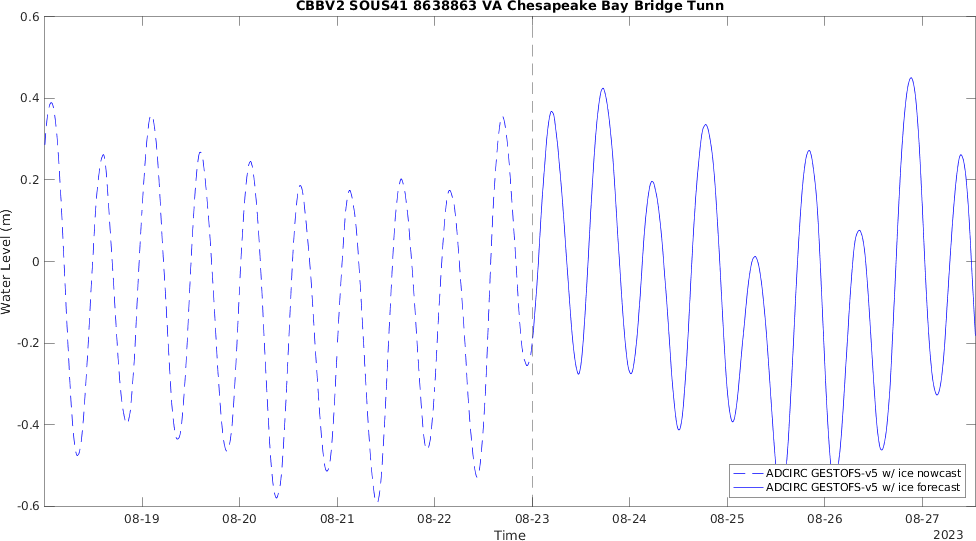 CBBV2 SOUS41 8638863 VA Chesapeake Bay Bridge Tunn
0.6
0.4
0.2
0
-0.2
-0.4
-0.6
Water Level (m)
ADCIRC GESTOFS-v5 w/ ice nowcast
ADCIRC GESTOFS-v5 w/ ice forecast
08-19 08-20 08-21 08-22 08-23 08-24 08-25 08-26 08-27
Time
2023